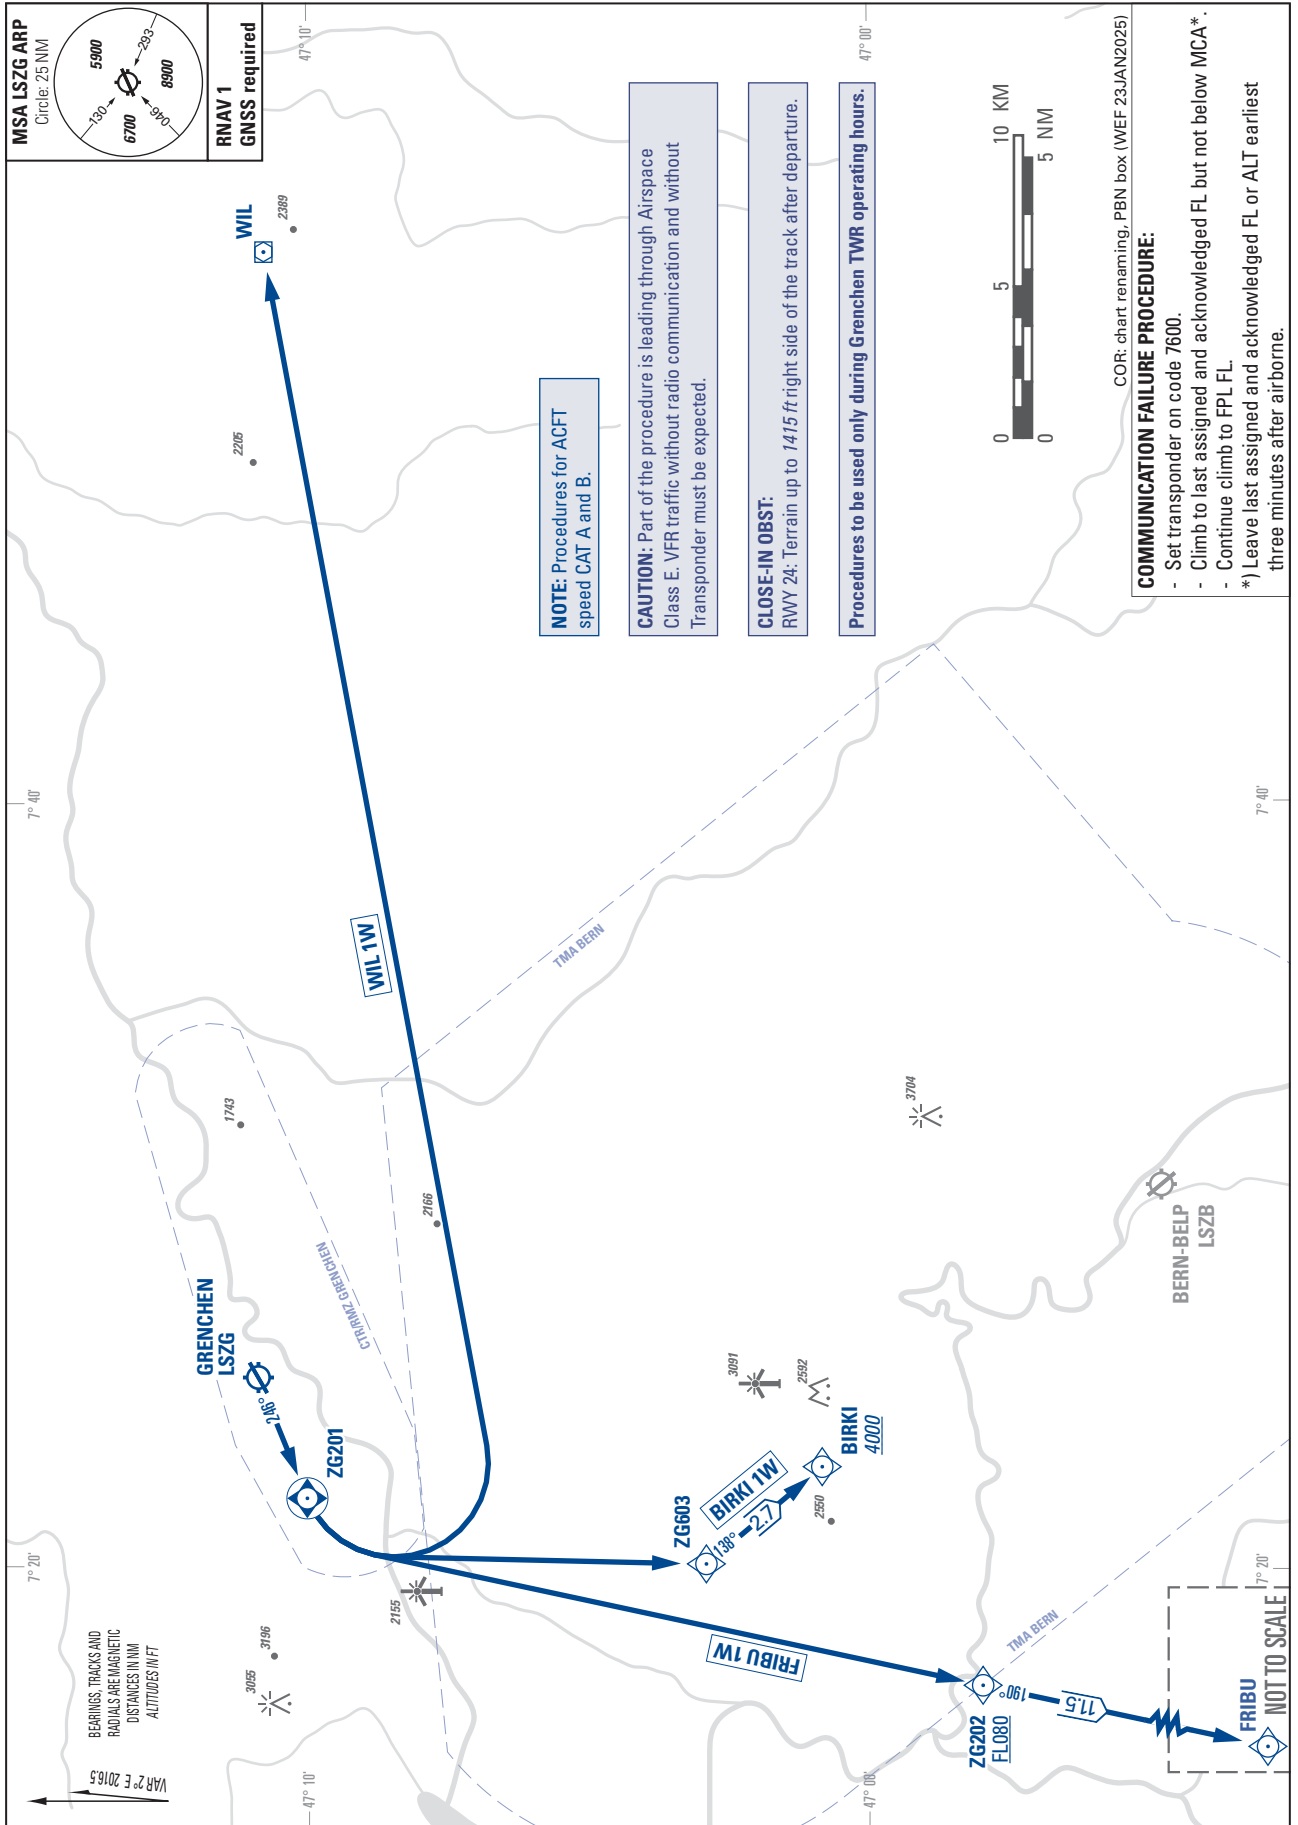 MSA LSZG ARP
Circle: 25 NM
5900
6700
8900
130
293
046
RNAV 1
GNSS required
47° 10'
47° 00'
7° 40'
7° 20'
47° 10'
47° 08'
7° 40'
7° 20'
WIL
2389
2205
WIL 1W
1743
2166
GRENCHEN
LSZG
246°
ZG201
CTR/RMZ GRENCHEN
TMA BERN
TMA BERN
3704
BERN-BELP
LSZB
3091
2592
BIRKI
4000
BIRKI 1W
138°
2.7
ZG603
2550
2155
3196
3055
FRIBU 1W
ZG202
FL080
190°
11.5
FRIBU
NOT TO SCALE
BEARINGS, TRACKS AND
RADIALS ARE MAGNETIC
DISTANCES IN NM
ALTITUDES IN FT
VAR 2° E 2016.5
NOTE: Procedures for ACFT
speed CAT A and B.
CAUTION: Part of the procedure is leading through Airspace
Class E. VFR traffic without radio communication and without
Transponder must be expected.
CLOSE-IN OBST:
RWY 24: Terrain up to 1415 ft right side of the track after departure.
Procedures to be used only during Grenchen TWR operating hours.
0 5 10 KM
0 5 NM
COR: chart renaming, PBN box (WEF 23JAN2025)
COMMUNICATION FAILURE PROCEDURE:
- Set transponder on code 7600.
- Climb to last assigned and acknowledged FL but not below MCA*.
- Continue climb to FPL FL.
*) Leave last assigned and acknowledged FL or ALT earliest
three minutes after airborne.